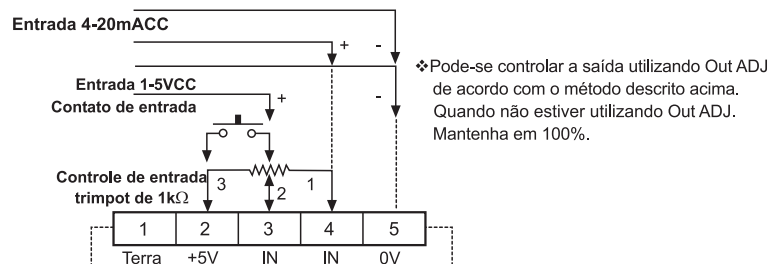 Entrada 4-20mACC
+ -
Entrada 1-5VCC
+ -
Contato de entrada
❖Pode-se controlar a saída utilizando Out ADJ
de acordo com o método descrito acima.
Quando não estiver utilizando Out ADJ.
Mantenha em 100%.
Controle de entrada
trimpot de 1kΩ
3 2 1
1 2 3 4 5
Terra +5V IN IN 0V